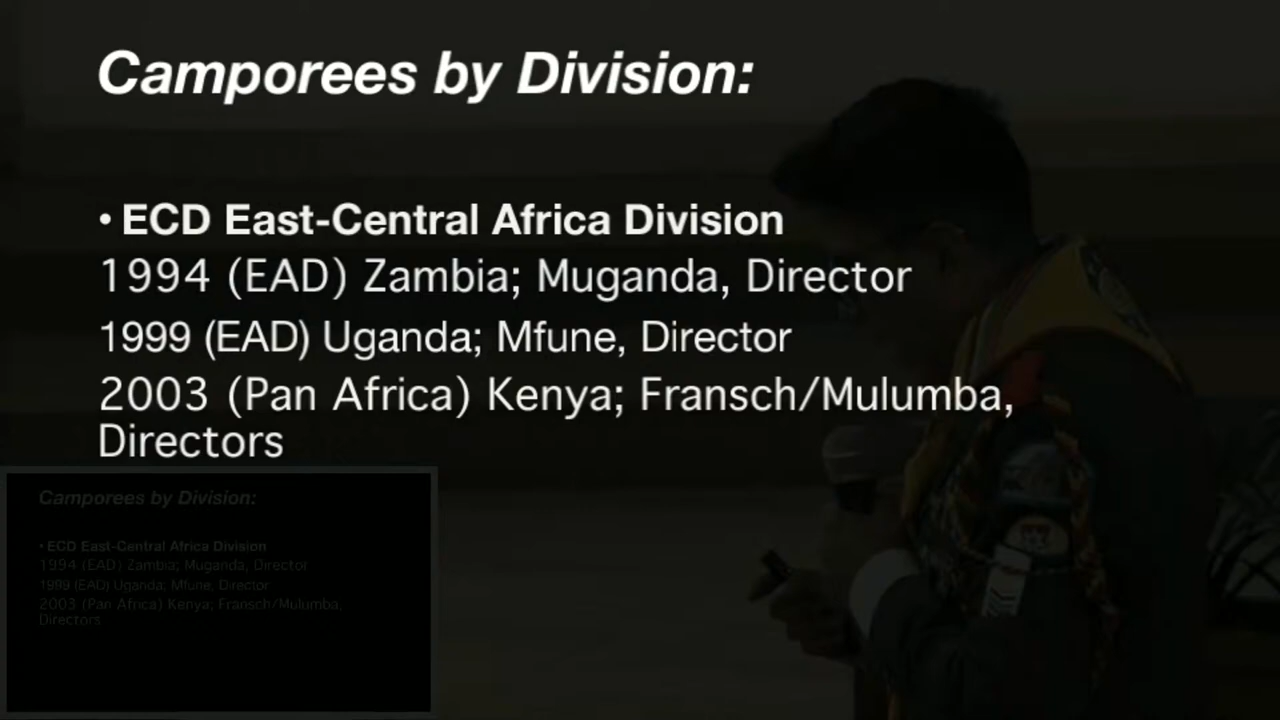 Camporees by Division:
• ECD East-Central Africa Division
1994 (EAD) Zambia; Muganda, Director
1999 (EAD) Uganda; Mfune, Director
2003 (Pan Africa) Kenya; Fransch/Mulumba,
Directors
Camporees by Division:
• ECD East-Central Africa Division
1994 (EAD) Zambia; Muganda, Director
1999 (EAD) Uganda; Mfune, Director
2003 (Pan Africa) Kenya; Fransch/Mulumba,
Directors